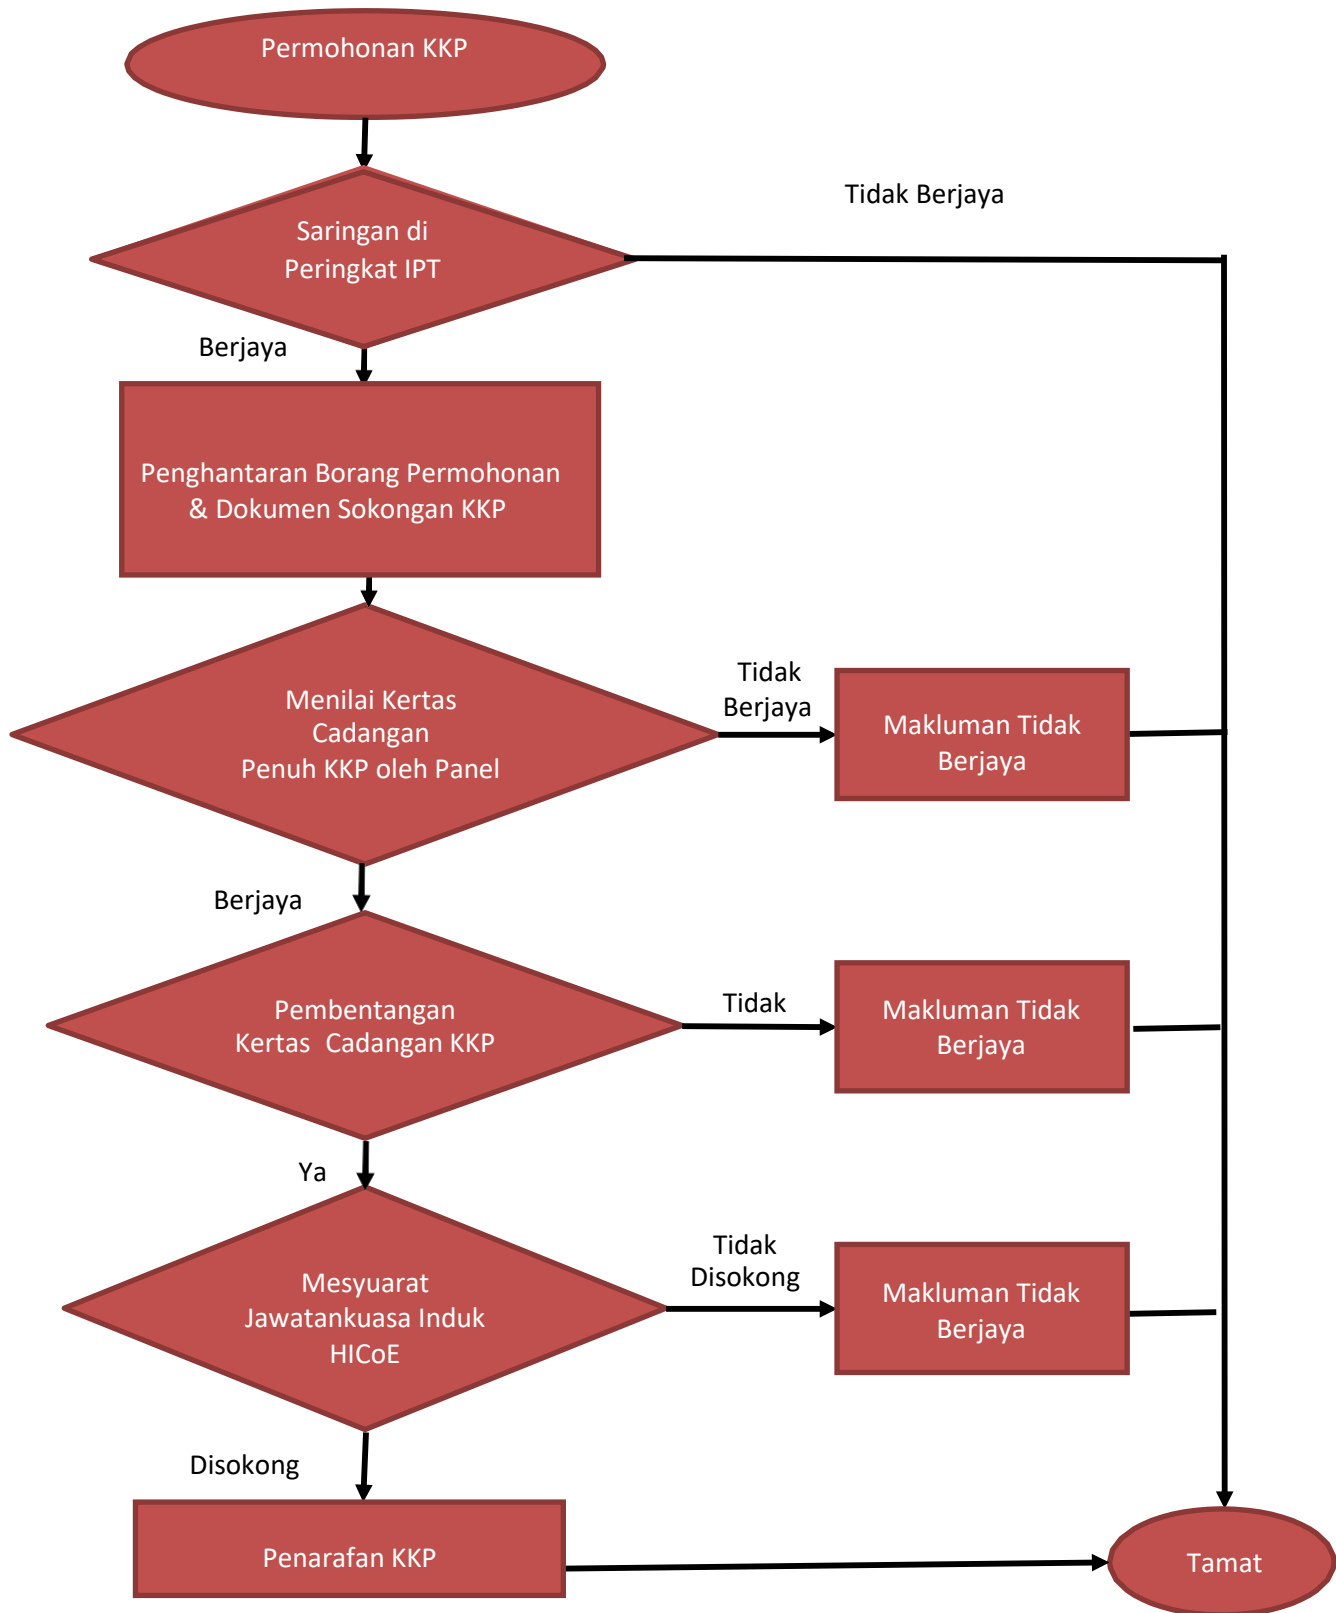 Permohonan KKP
Tidak Berjaya
Saringan di
Peringkat IPT
Berjaya
Penghantaran Borang Permohonan
& Dokumen Sokongan KKP
Menilai Kertas
Cadangan
Penuh KKP oleh Panel
Tidak
Berjaya
Makluman Tidak
Berjaya
Berjaya
Pembentangan
Kertas Cadangan KKP
Tidak
Makluman Tidak
Berjaya
Ya
Mesyuarat
Jawatankuasa Induk
HICoE
Tidak
Disokong
Makluman Tidak
Berjaya
Disokong
Penarafan KKP
Tamat